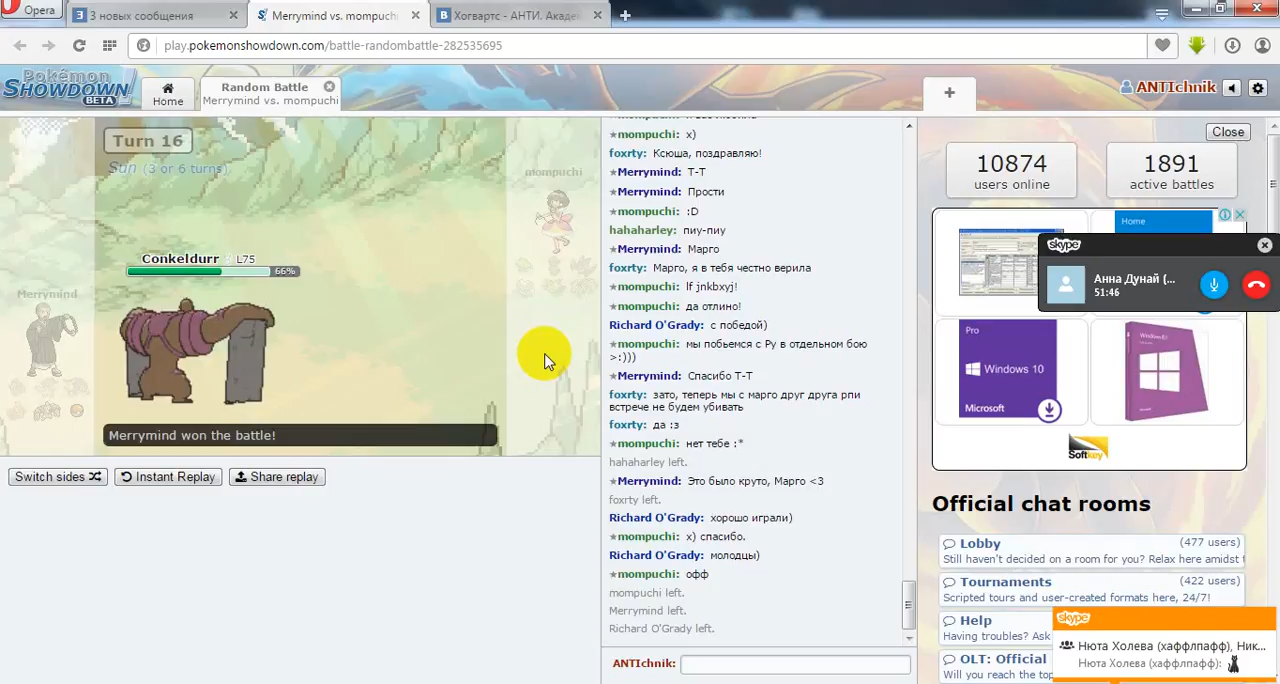 Opera
3 новых сообщения
Merrymind vs. mompuchi
Хогвартс - АНТИ. Акаде
play.pokemonshowdown.com/battle-randombattle-282535695
Pokémon
SHOWDOWN
BETA
Home
Random Battle
Merrymind vs. mompuchi
+
ANTIchnik
Turn 16
Sun (3 or 6 turns)
Conkeldurr L75
66%
Merrymind
mompuchi
Merrymind won the battle!
Switch sides
Instant Replay
Share replay
★mompuchi: x)
foxrty: Ксюша, поздравляю!
★Merrymind: Т-Т
★Merrymind: Прости
★mompuchi: :D
hahaharley: пиу-пиу
★Merrymind: Марго
foxrty: Марго, я в тебя честно верила
★mompuchi: lf jnkbxyj!
★mompuchi: да отлино!
Richard O'Grady: с победой)
★mompuchi: мы побьемся с Ру в отдельном бою
>:)))
★Merrymind: Спасибо Т-Т
foxrty: зато, теперь мы с марго друг друга рпи
встрече не будем убивать
foxrty: да :з
★mompuchi: нет тебе :*
hahaharley left.
★Merrymind: Это было круто, Марго <3
foxrty left.
Richard O'Grady: хорошо играли)
★mompuchi: x) спасибо.
Richard O'Grady: молодцы)
★mompuchi: офф
mompuchi left.
Merrymind left.
Richard O'Grady left.
ANTIchnik:
Close
10874
users online
1891
active battles
Home
skype
Анна Дунай (...
51:46
Pro
Windows 10
Microsoft
Windows 10
Softkey
Official chat rooms
Lobby
(477 users)
Still haven't decided on a room for you? Relax here amidst t
Tournaments
(422 users)
Scripted tours and user-created formats here, 24/7!
Help
Having troubles? Ask
OLT: Official
Will you reach the top
skype
Нюта Холева (хаффлпафф), Ник...
Нюта Холева (хаффлпафф):